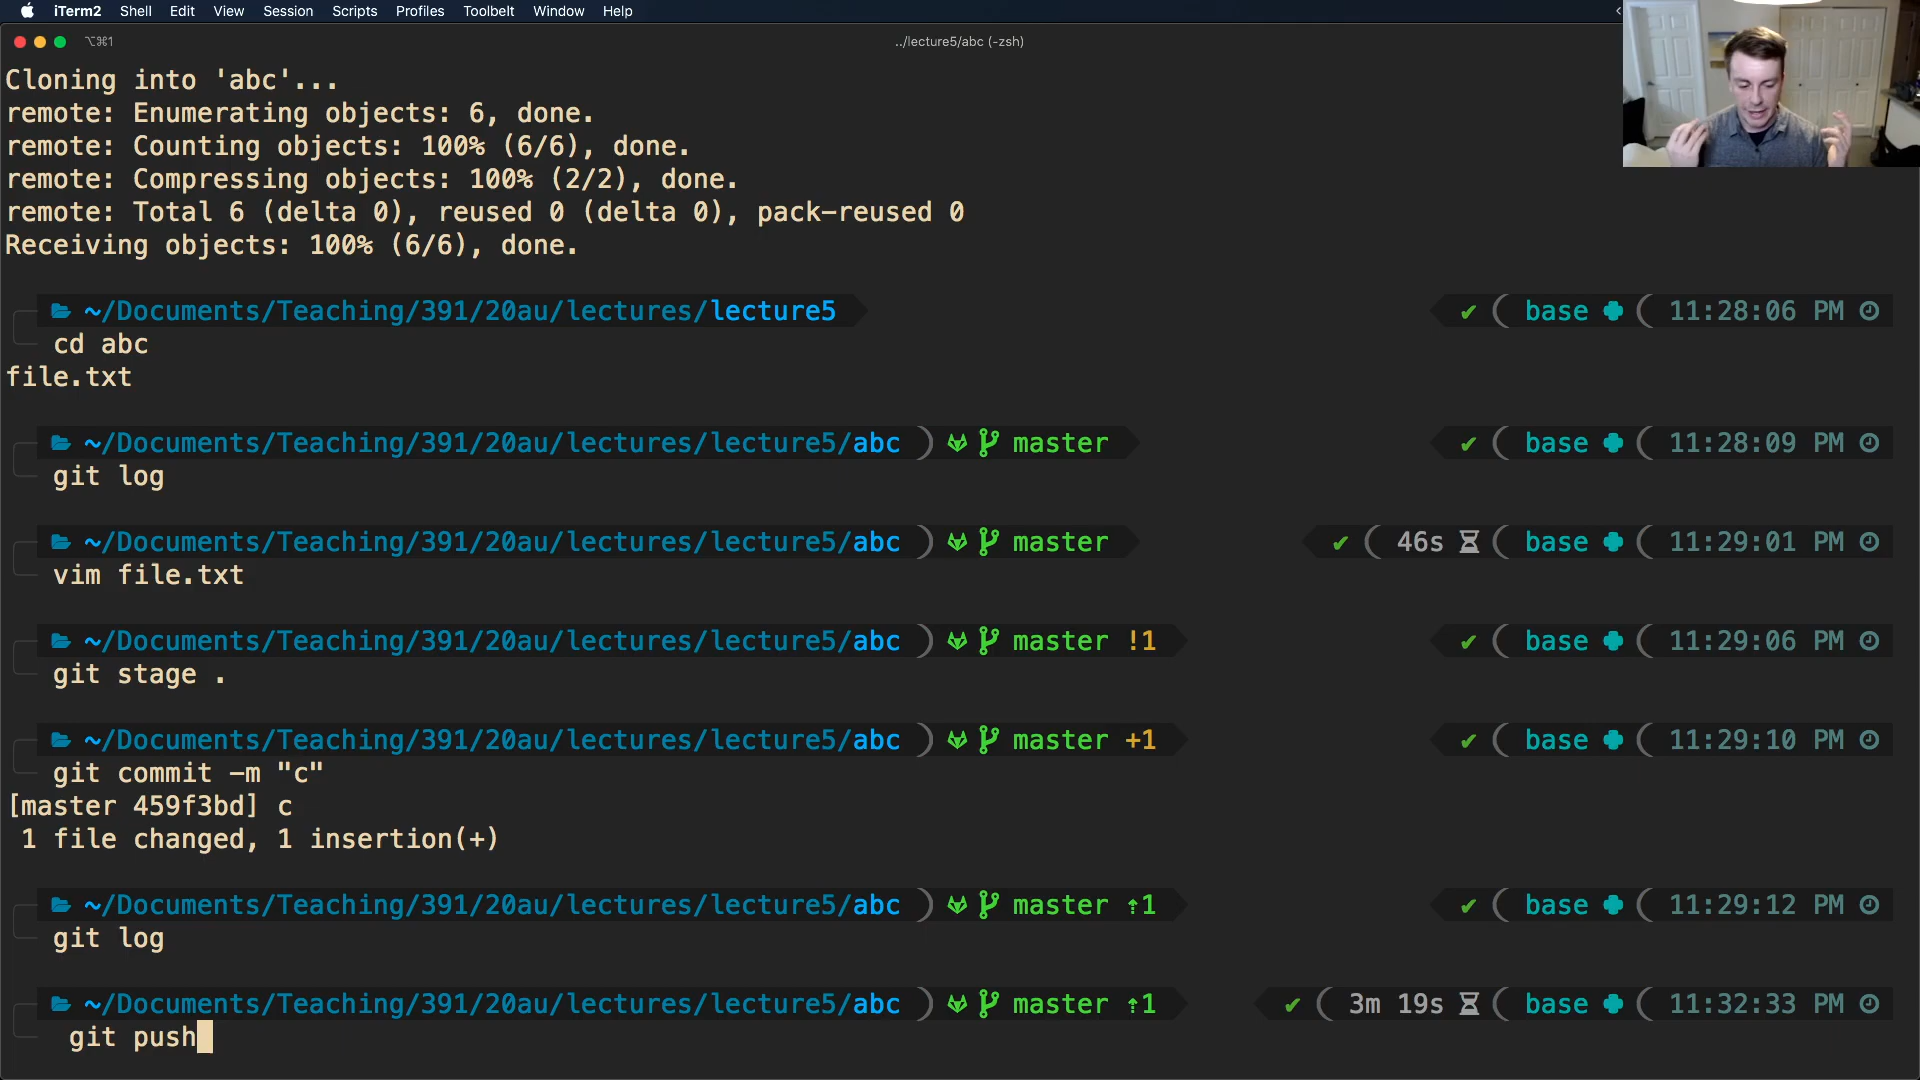 iTerm2 Shell Edit View Session Scripts Profiles Toolbelt Window Help
⌥⌘1 ../lecture5/abc (-zsh)
Cloning into 'abc'...
remote: Enumerating objects: 6, done.
remote: Counting objects: 100% (6/6), done.
remote: Compressing objects: 100% (2/2), done.
remote: Total 6 (delta 0), reused 0 (delta 0), pack-reused 0
Receiving objects: 100% (6/6), done.
~/Documents/Teaching/391/20au/lectures/lecture5 ✔ base 11:28:06 PM
cd abc
file.txt
~/Documents/Teaching/391/20au/lectures/lecture5/abc master ✔ base 11:28:09 PM
git log
~/Documents/Teaching/391/20au/lectures/lecture5/abc master ✔ 46s base 11:29:01 PM
vim file.txt
~/Documents/Teaching/391/20au/lectures/lecture5/abc master !1 ✔ base 11:29:06 PM
git stage .
~/Documents/Teaching/391/20au/lectures/lecture5/abc master +1 ✔ base 11:29:10 PM
git commit -m "c"
[master 459f3bd] c
1 file changed, 1 insertion(+)
~/Documents/Teaching/391/20au/lectures/lecture5/abc master ⇡1 ✔ base 11:29:12 PM
git log
~/Documents/Teaching/391/20au/lectures/lecture5/abc master ⇡1 ✔ 3m 19s base 11:32:33 PM
git push